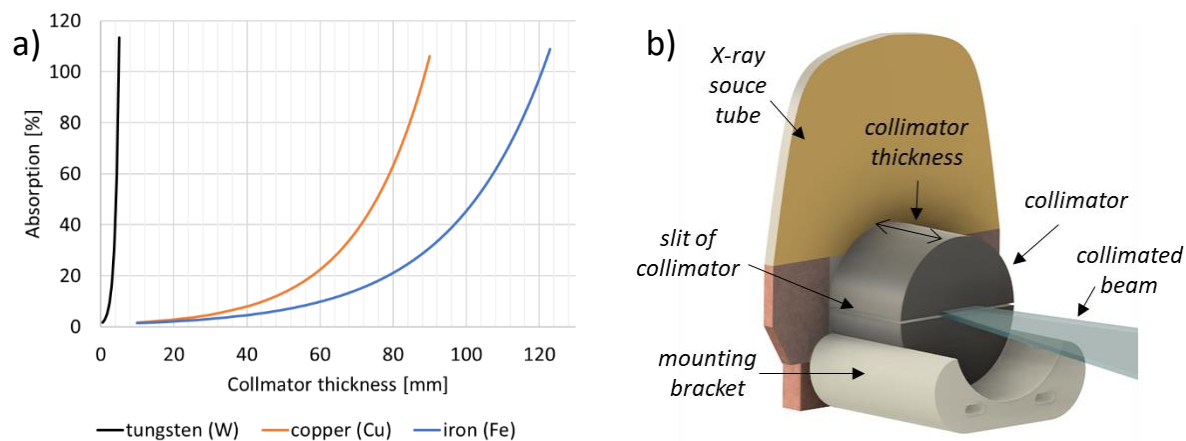 a)
120
100
80
60
40
20
0
Absorption [%]
0 20 40 60 80 100 120
Collmator thickness [mm]
tungsten (W) copper (Cu) iron (Fe)
b)
X-ray
souce
tube
collimator
thickness
collimator
slit of
collimator
collimated
beam
mounting
bracket